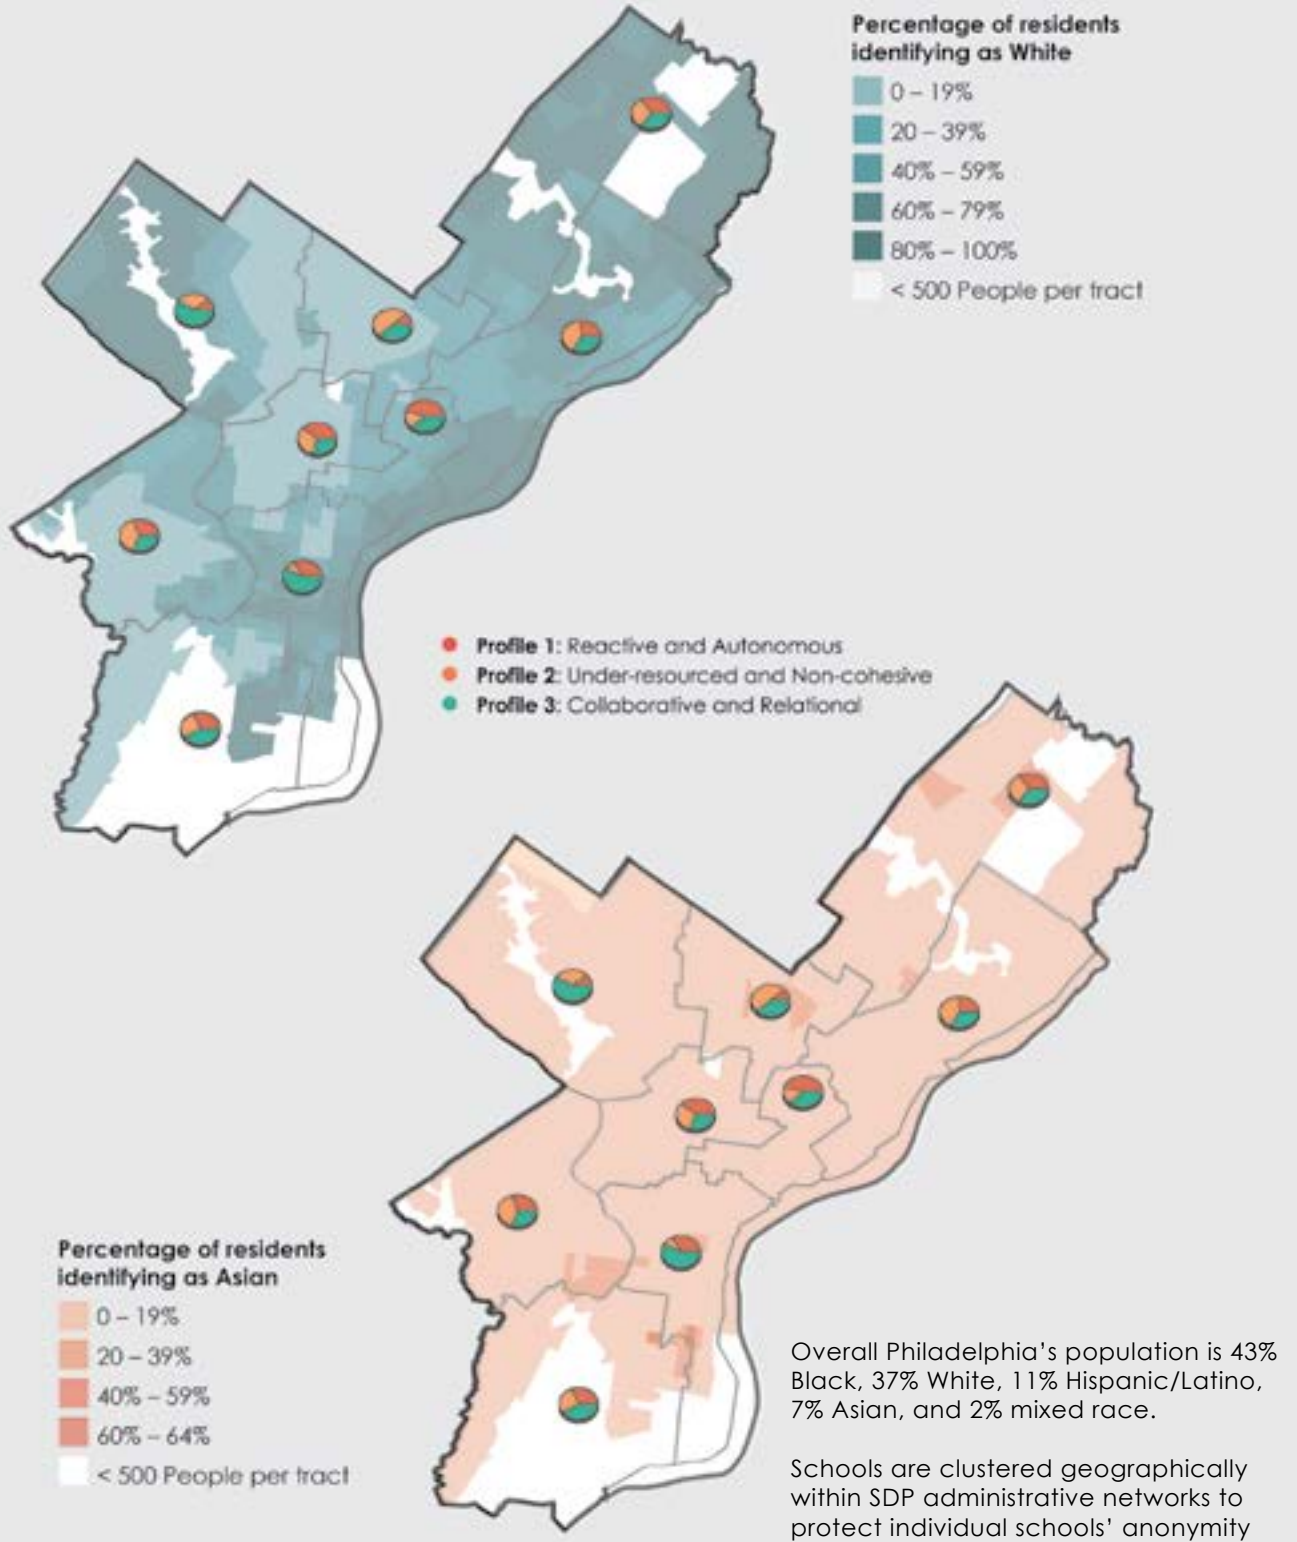 Percentage of residents
identifying as White
0 – 19%
20 – 39%
40% – 59%
60% – 79%
80% – 100%
< 500 People per tract
Profile 1: Reactive and Autonomous
Profile 2: Under-resourced and Non-cohesive
Profile 3: Collaborative and Relational
Percentage of residents
identifying as Asian
0 – 19%
20 – 39%
40% – 59%
60% – 64%
< 500 People per tract
Overall Philadelphia’s population is 43%
Black, 37% White, 11% Hispanic/Latino,
7% Asian, and 2% mixed race.
Schools are clustered geographically
within SDP administrative networks to
protect individual schools’ anonymity